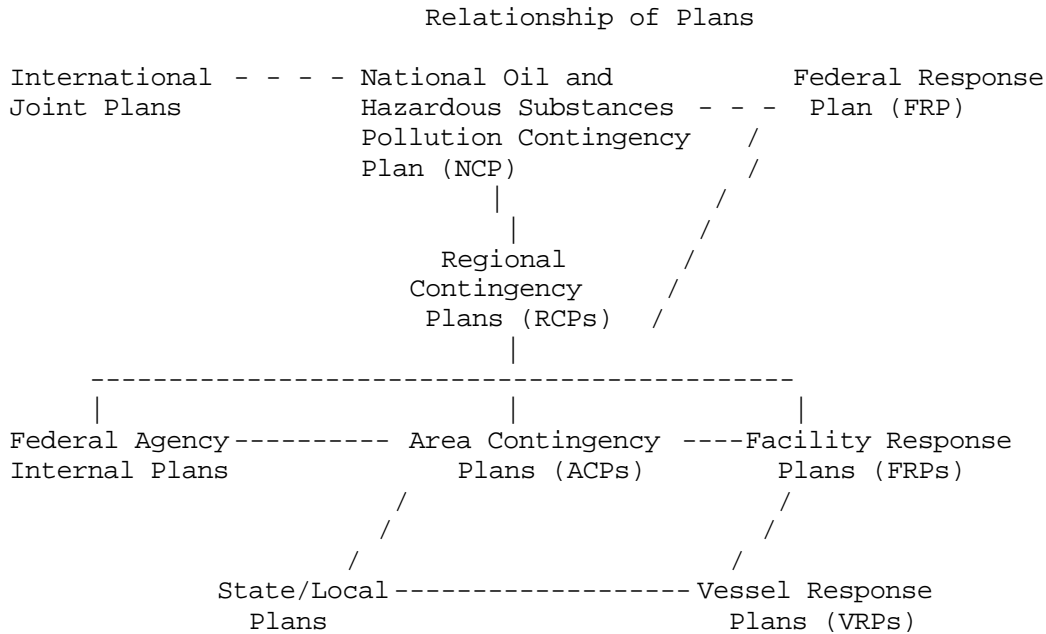 Relationship of Plans
International - - - - National Oil and Federal Response
Joint Plans Hazardous Substances - - - Plan (FRP)
Pollution Contingency /
Plan (NCP) /
| /
| /
Regional /
Contingency /
Plans (RCPs) /
|
---------------------------------------------
| | |
Federal Agency---------- Area Contingency ----Facility Response
Internal Plans Plans (ACPs) Plans (FRPs)
/ /
/ /
/ /
State/Local------------------- Vessel Response
Plans Plans (VRPs)